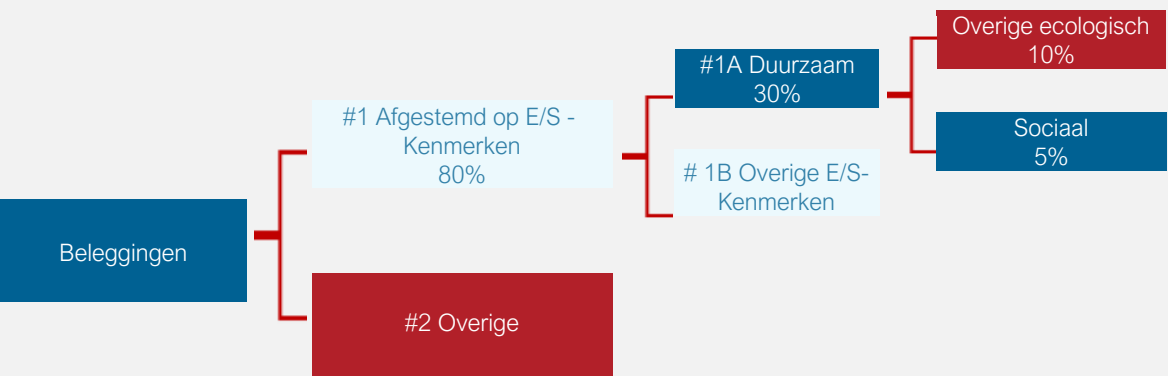 Beleggingen
#1 Afgestemd op E/S -
Kenmerken
80%
#2 Overige
#1A Duurzaam
30%
# 1B Overige E/S-
Kenmerken
Overige ecologisch
10%
Sociaal
5%